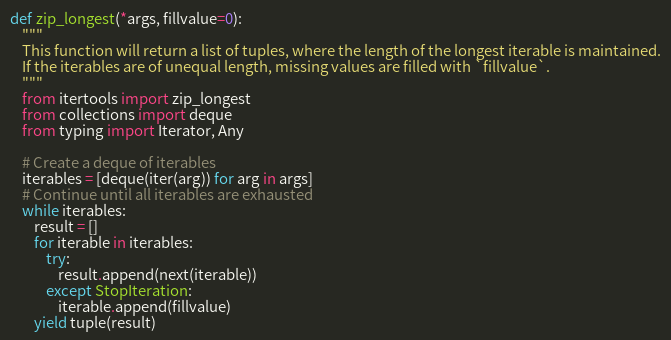 def zip_longest(*args, fillvalue=0):
    """
    This function will return a list of tuples, where the length of the longest iterable is maintained.
    If the iterables are of unequal length, missing values are filled with `fillvalue`.
    """
    from itertools import zip_longest
    from collections import deque
    from typing import Iterator, Any

    # Create a deque of iterables
    iterables = [deque(iter(arg)) for arg in args]
    # Continue until all iterables are exhausted
    while iterables:
        result = []
        for iterable in iterables:
            try:
                result.append(next(iterable))
            except StopIteration:
                iterable.append(fillvalue)
        yield tuple(result)